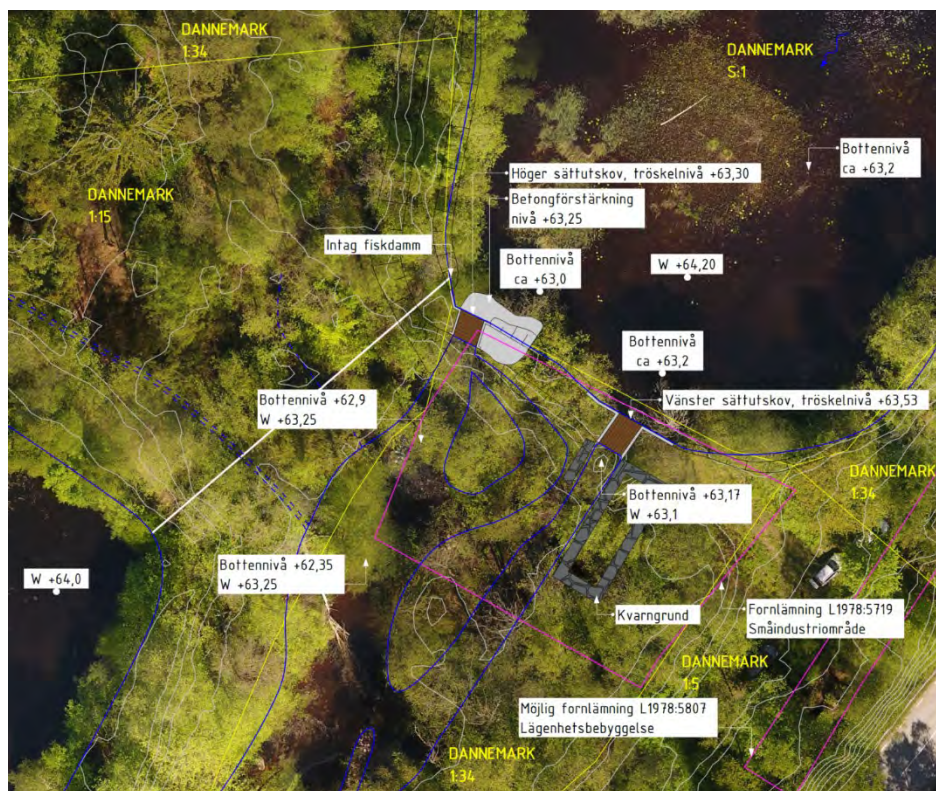 DANNEMARK
1:34
DANNEMARK
S:1
Bottennivå
ca +63,2
Höger sättutskov, tröskelnivå +63,30
Betongförstärkning
nivå +63,25
DANNEMARK
1:15
Intag fiskdamm
Bottennivå
ca +63,0
W +64,20
Bottennivå
ca +63,2
Bottennivå +62,9
W +63,25
Vänster sättutskov, tröskelnivå +63,53
DANNEMARK
1:34
Bottennivå +63,17
W +63,1
Bottennivå +62,35
W +63,25
W +64,0
Kvarngrund
Fornlämning L1978:5719
Småindustriområde
DANNEMARK
1:5
Möjlig fornlämning L1978:5807
Lägenhetsbebyggelse
DANNEMARK
1:34